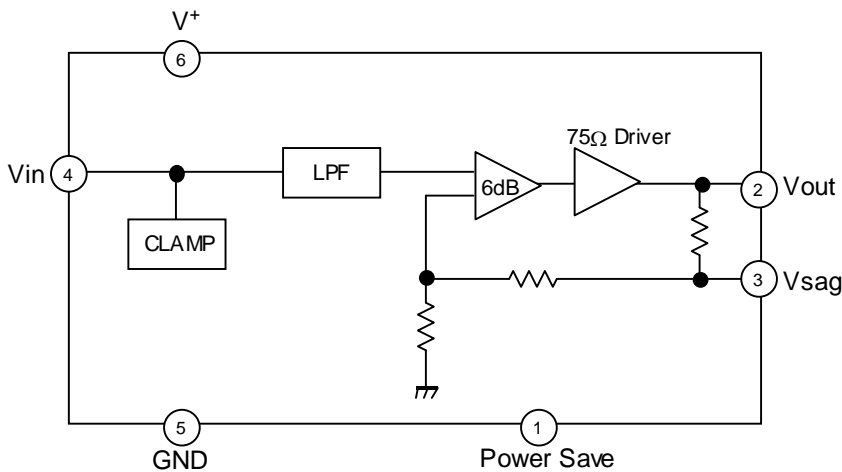 V+
6
75Ω Driver
Vin
4
LPF
6dB
2
Vout
CLAMP
3
Vsag
5
1
GND
Power Save